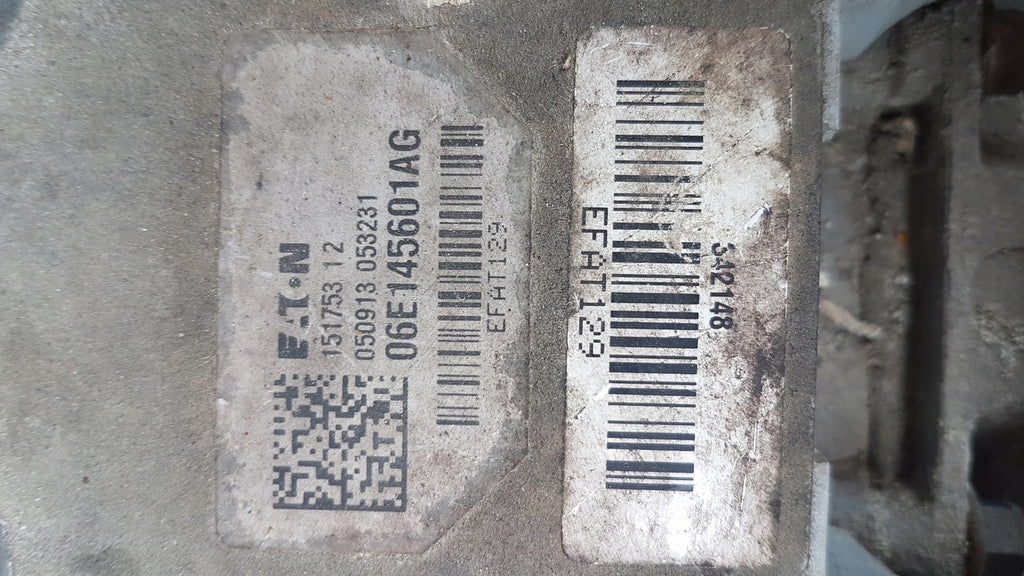 EATON
151753 12
050913 053231
06E145601AG
EFAT129
EFAT129
342148